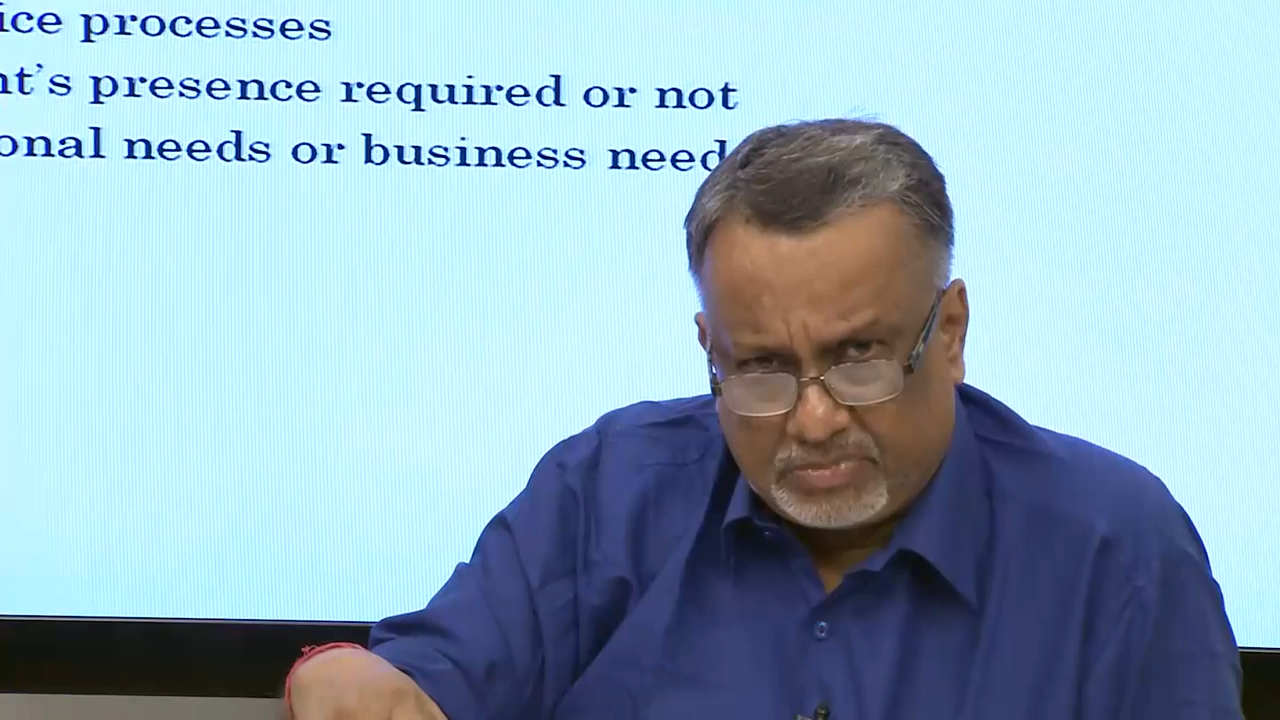 ice processes
nt's presence required or not
onal needs or business need